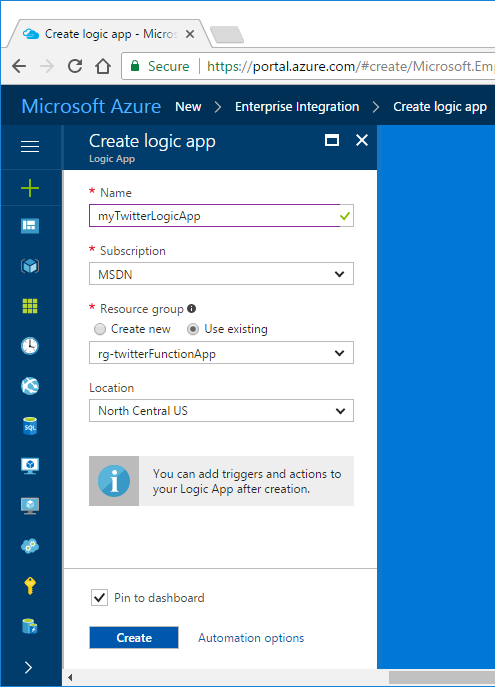 Create logic app - Micros
Secure
https://portal.azure.com/#create/Microsoft.Emp
Microsoft Azure New > Enterprise Integration > Create logic app
Create logic app
Logic App
* Name
myTwitterLogicApp
* Subscription
MSDN
* Resource group
Create new Use existing
rg-twitterFunctionApp
Location
North Central US
SQL
You can add triggers and actions to
your Logic App after creation.
Pin to dashboard
Create Automation options